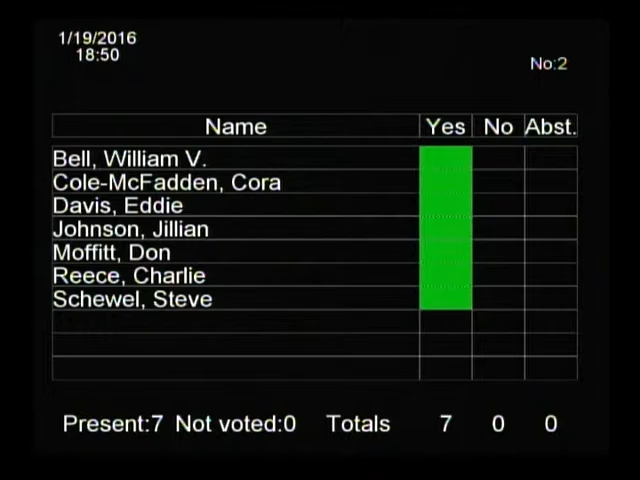 1/19/2016
18:50
No:2
Name Yes No Abst.
Bell, William V.
Cole-McFadden, Cora
Davis, Eddie
Johnson, Jillian
Moffitt, Don
Reece, Charlie
Schewel, Steve
Present:7 Not voted:0 Totals 7 0 0